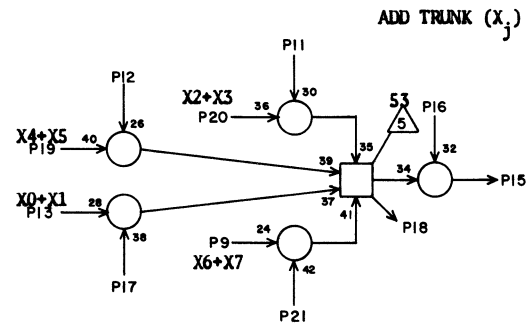 ADD TRUNK (Xj)
P11
P12
30
X2+X3
36
P20
53
5
P16
26
X4+X5
40
P19
35
32
39
34
P15
X0+X1
28
P13
37
41
P18
38
24
P9
X6+X7
42
P17
P21